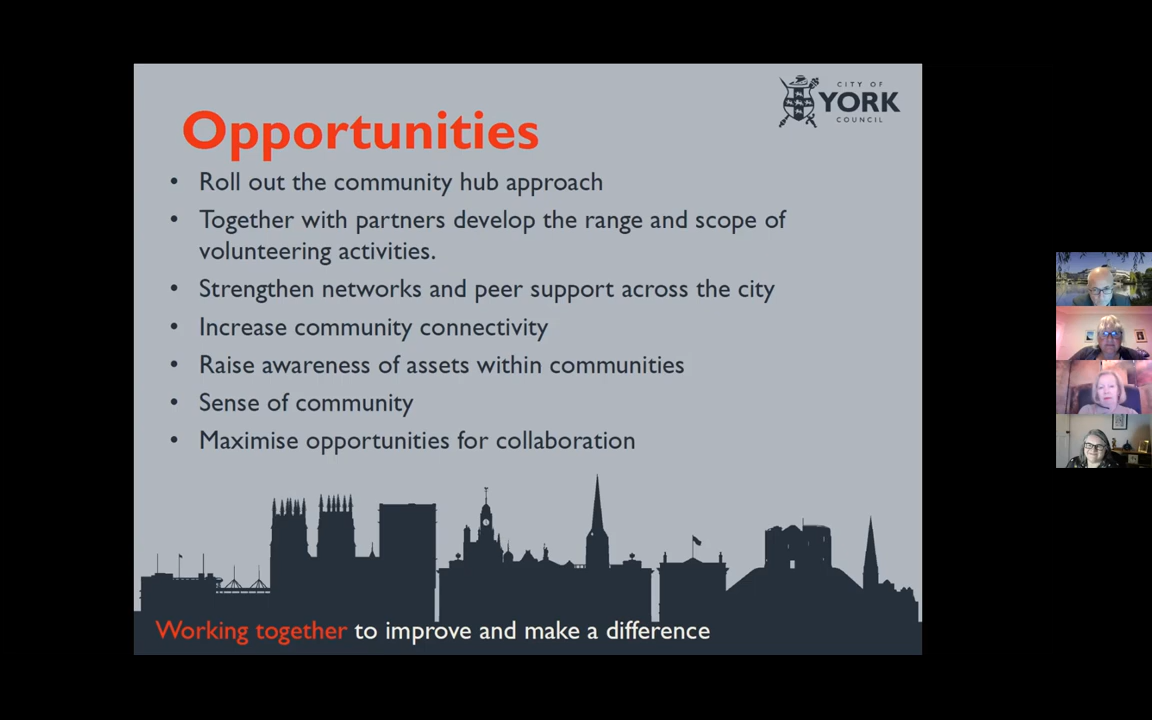 CITY OF
YORK
COUNCIL
Opportunities
• Roll out the community hub approach
• Together with partners develop the range and scope of
volunteering activities.
• Strengthen networks and peer support across the city
• Increase community connectivity
• Raise awareness of assets within communities
• Sense of community
• Maximise opportunities for collaboration
Working together to improve and make a difference